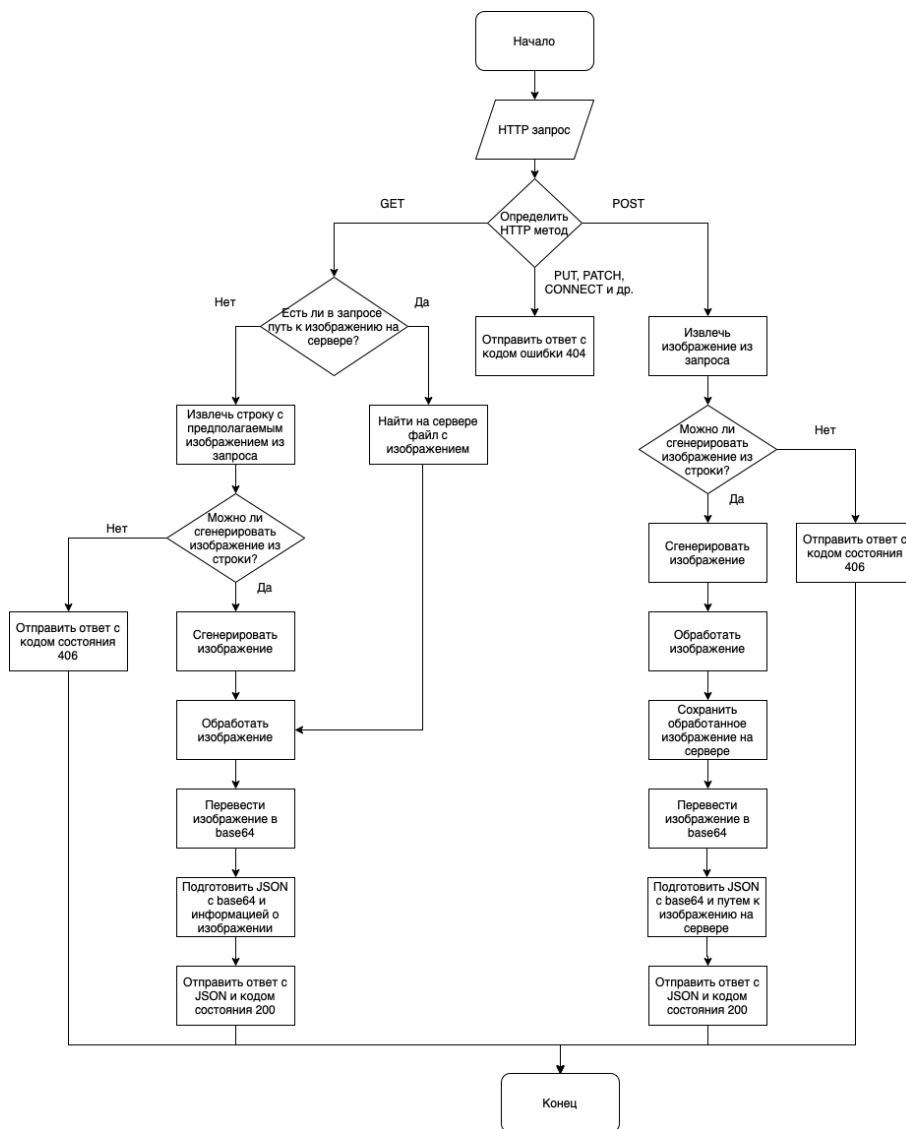 Начало
HTTP запрос
Определить
HTTP метод
GET
POST
PUT, PATCH,
CONNECT и др.
Отправить ответ с
кодом ошибки 404
Есть ли в запросе
путь к изображению на
сервере?
Нет
Да
Извлечь строку с
предполагаемым
изображением из
запроса
Найти на сервере
файл с
изображением
Можно ли
сгенерировать
изображение из
строки?
Нет
Да
Отправить ответ с
кодом состояния
406
Сгенерировать
изображение
Обработать
изображение
Перевести
изображение в
base64
Подготовить JSON
с base64 и
информацией о
изображении
Отправить ответ с
JSON и кодом
состояния 200
Извлечь
изображение из
запроса
Можно ли
сгенерировать
изображение из
строки?
Нет
Да
Отправить ответ с
кодом состояния
406
Сгенерировать
изображение
Обработать
изображение
Сохранить
обработанное
изображение на
сервере
Перевести
изображение в
base64
Подготовить JSON
с base64 и путем к
изображению на
сервере
Отправить ответ с
JSON и кодом
состояния 200
Конец